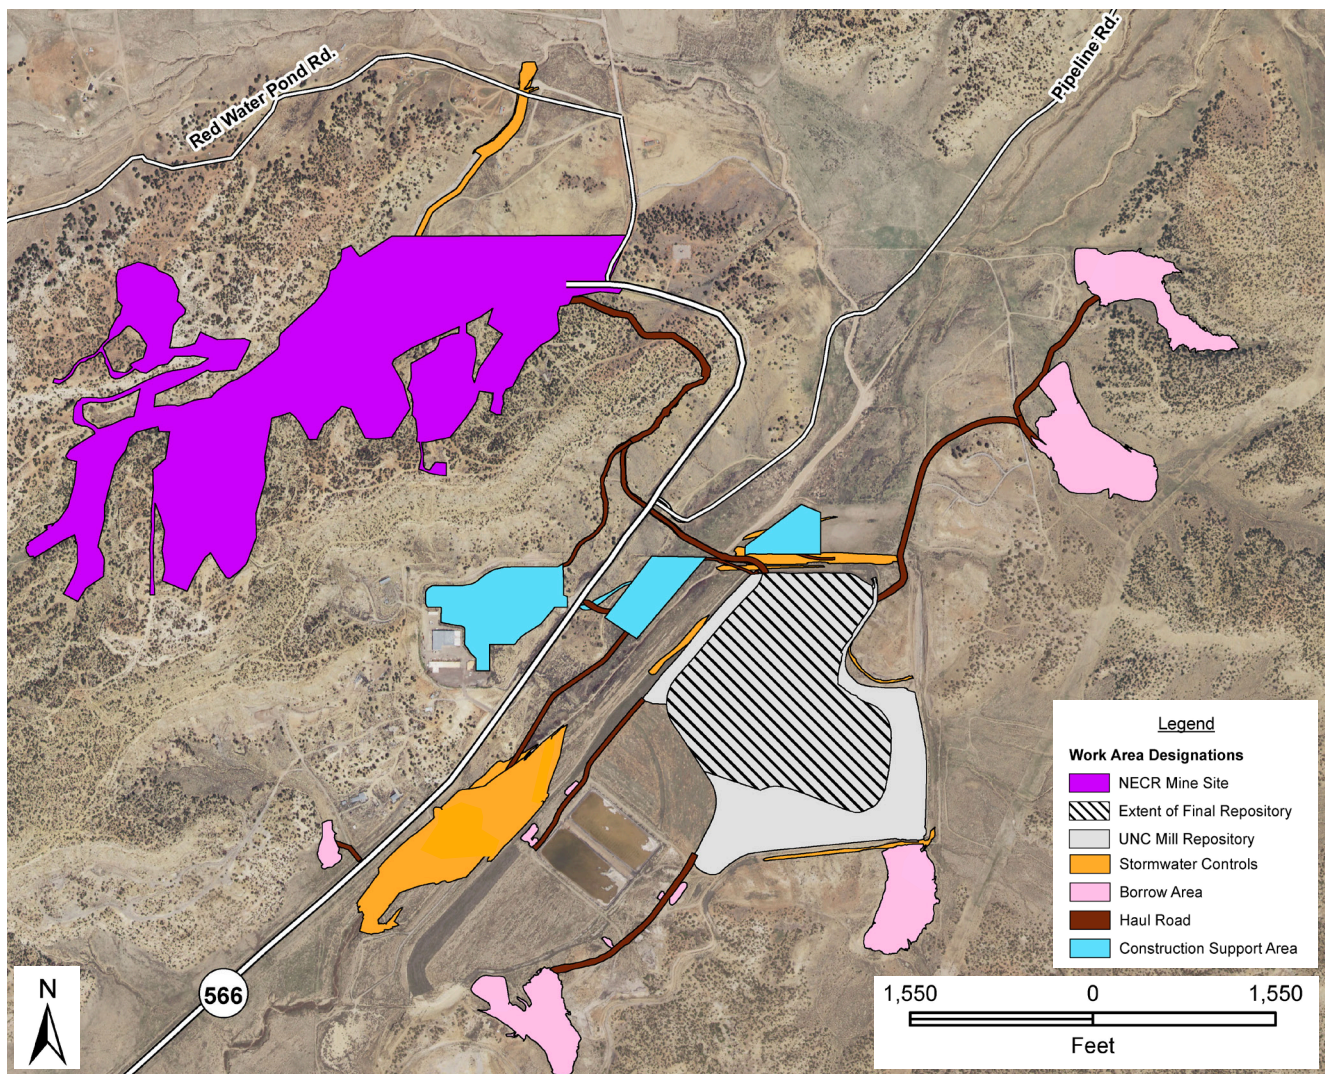 Red Water Pond Rd.
Pipeline Rd.
Legend
Work Area Designations
NECR Mine Site
Extent of Final Repository
UNC Mill Repository
Stormwater Controls
Borrow Area
Haul Road
Construction Support Area
N
566
1,550 0 1,550
Feet